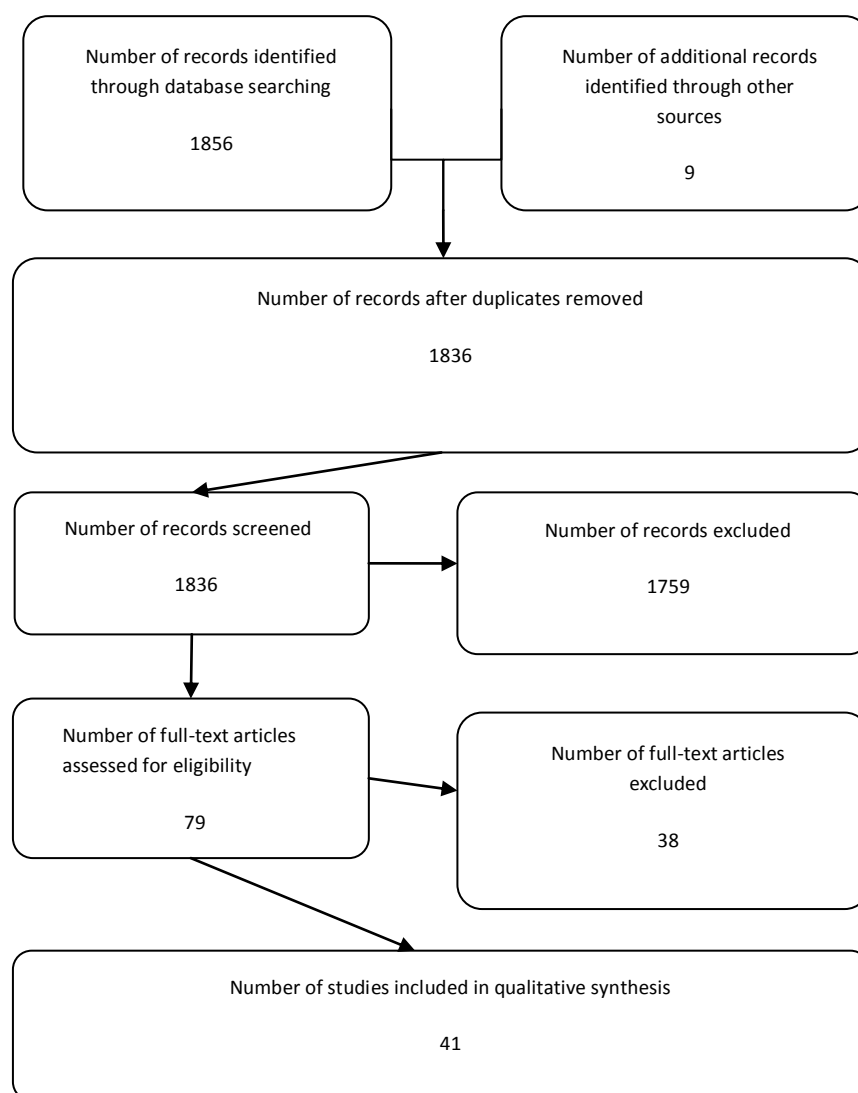 Number of records identified
through database searching
1856
Number of additional records
identified through other
sources
9
Number of records after duplicates removed
1836
Number of records screened
1836
Number of records excluded
1759
Number of full-text articles
assessed for eligibility
79
Number of full-text articles
excluded
38
Number of studies included in qualitative synthesis
41